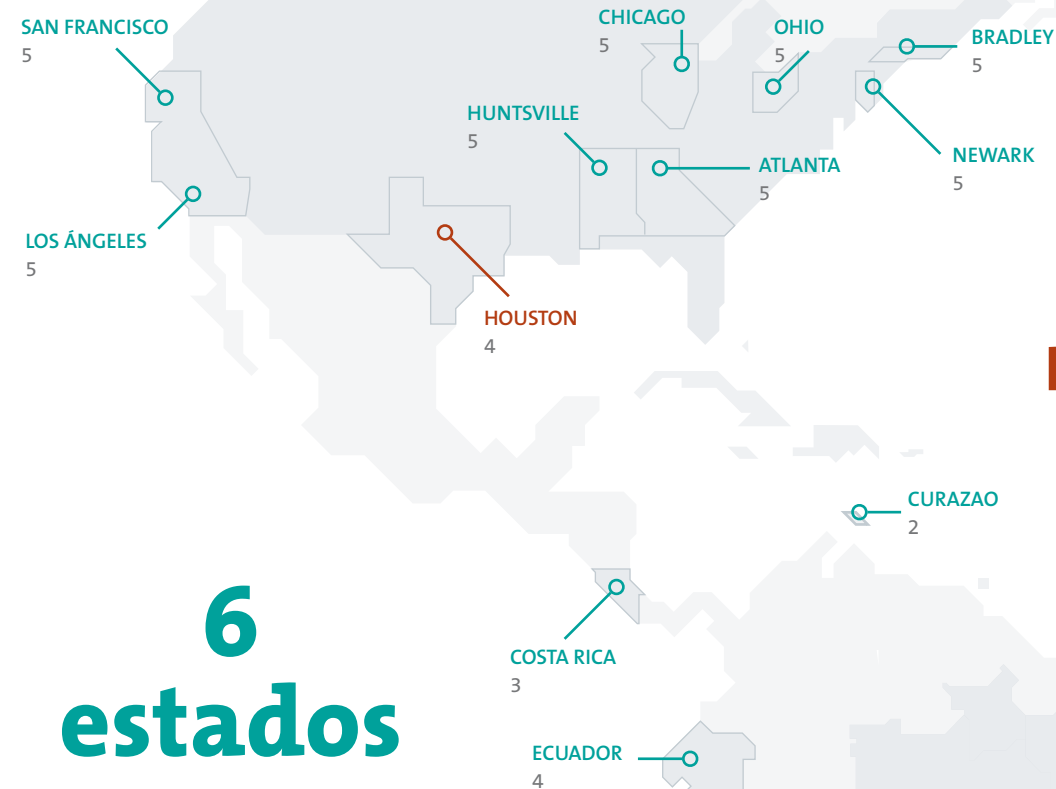 SAN FRANCISCO
5
CHICAGO
5
OHIO
5
BRADLEY
5
HUNTSVILLE
5
ATLANTA
5
NEWARK
5
LOS ÁNGELES
5
HOUSTON
4
CURAZAO
2
COSTA RICA
3
6
estados
ECUADOR
4